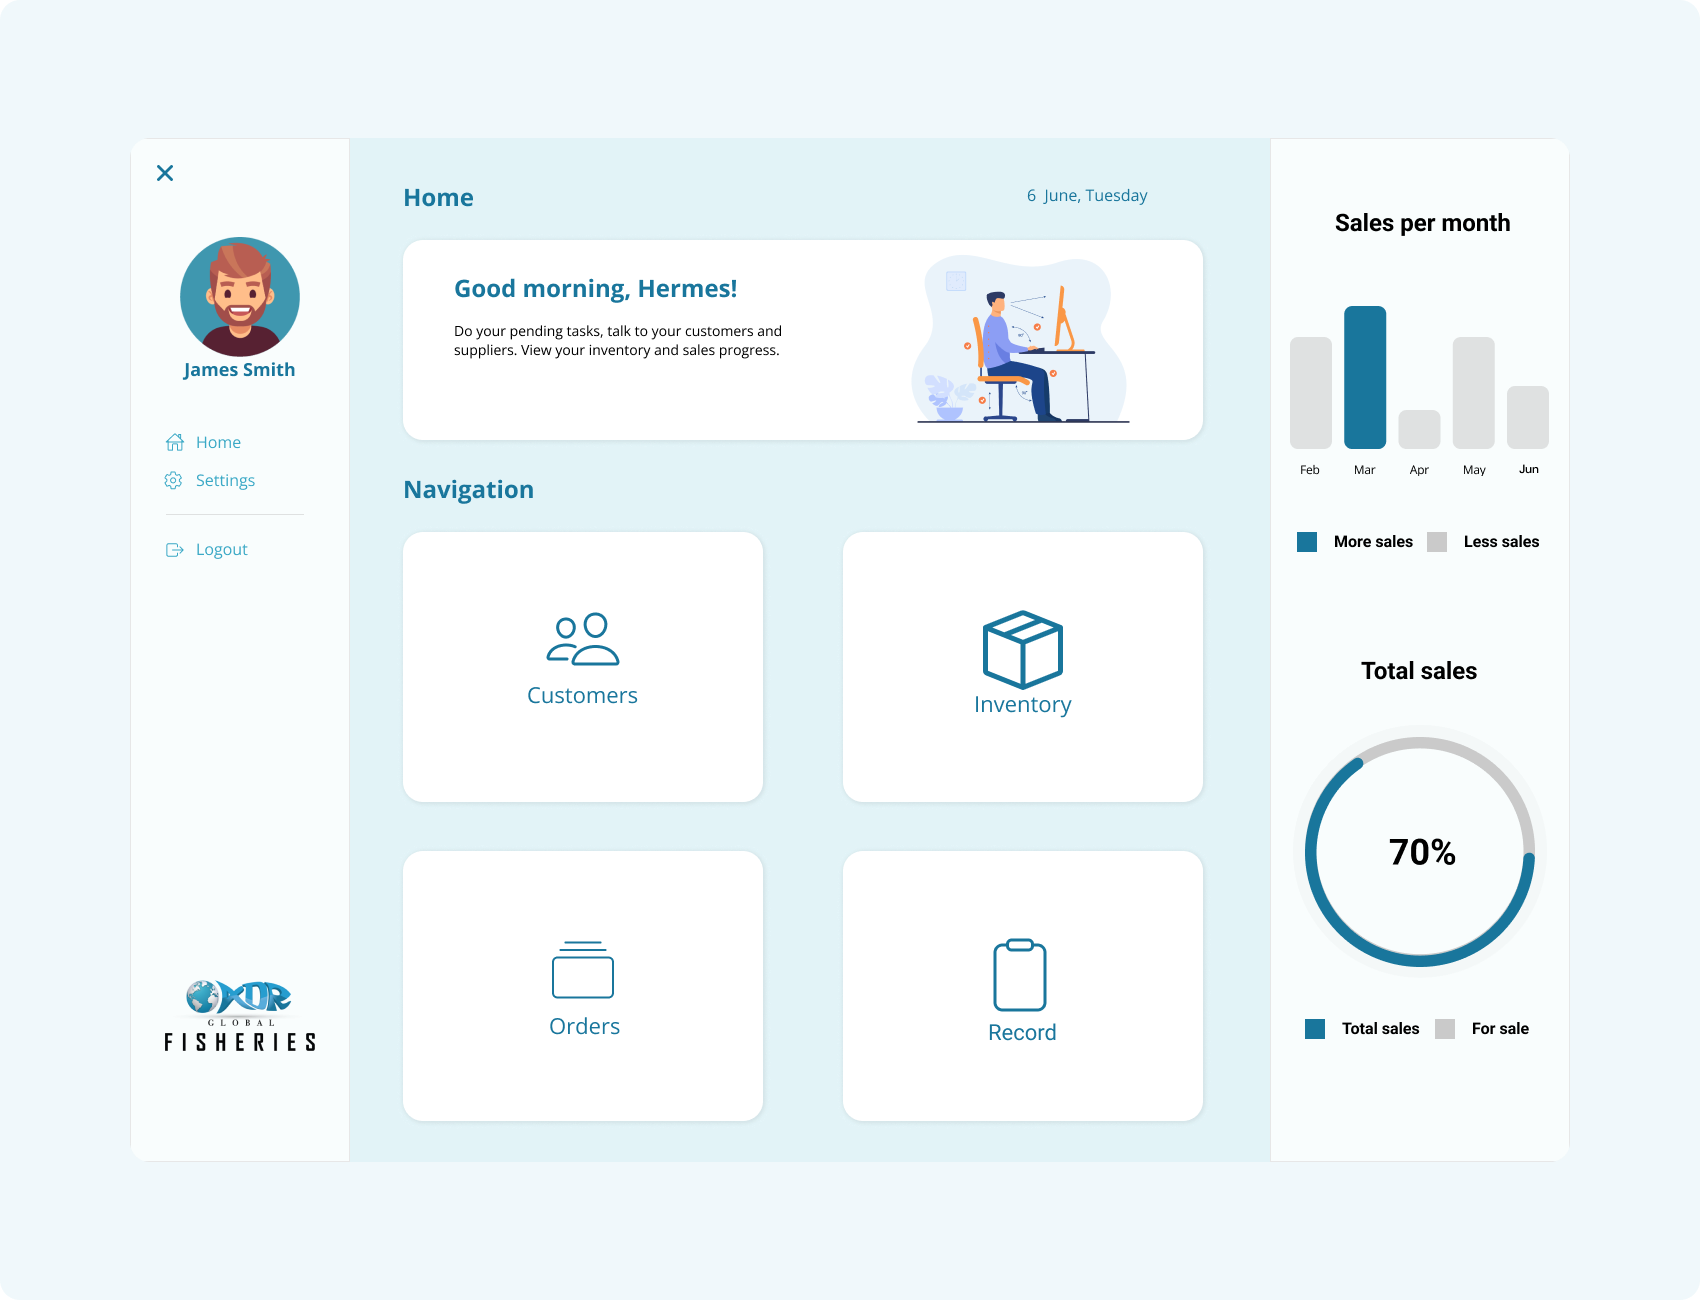 James Smith
Home
Settings
Logout
GLOBAL
FISHERIES
Home
6 June, Tuesday
Good morning, Hermes!
Do your pending tasks, talk to your customers and
suppliers. View your inventory and sales progress.
Navigation
Customers
Inventory
Orders
Record
Sales per month
Feb Mar Apr May Jun
More sales Less sales
Total sales
70%
Total sales For sale